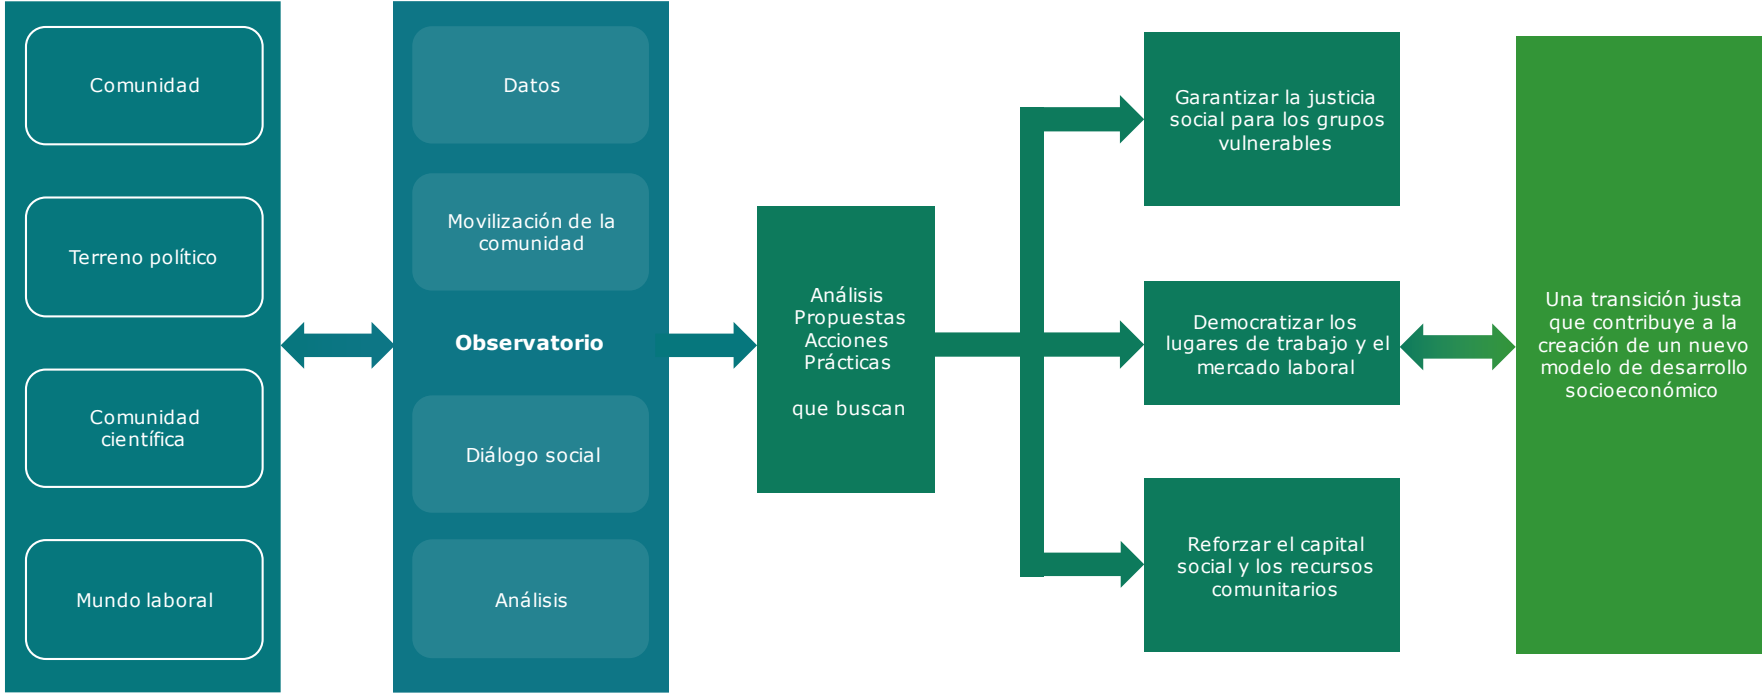 Comunidad
Terreno político
Comunidad
científica
Mundo laboral
Datos
Movilización de la
comunidad
Observatorio
Diálogo social
Análisis
Análisis
Propuestas
Acciones
Prácticas
que buscan
Garantizar la justicia
social para los grupos
vulnerables
Democratizar los
lugares de trabajo y el
mercado laboral
Reforzar el capital
social y los recursos
comunitarios
Una transición justa
que contribuye a la
creación de un nuevo
modelo de desarrollo
socioeconómico